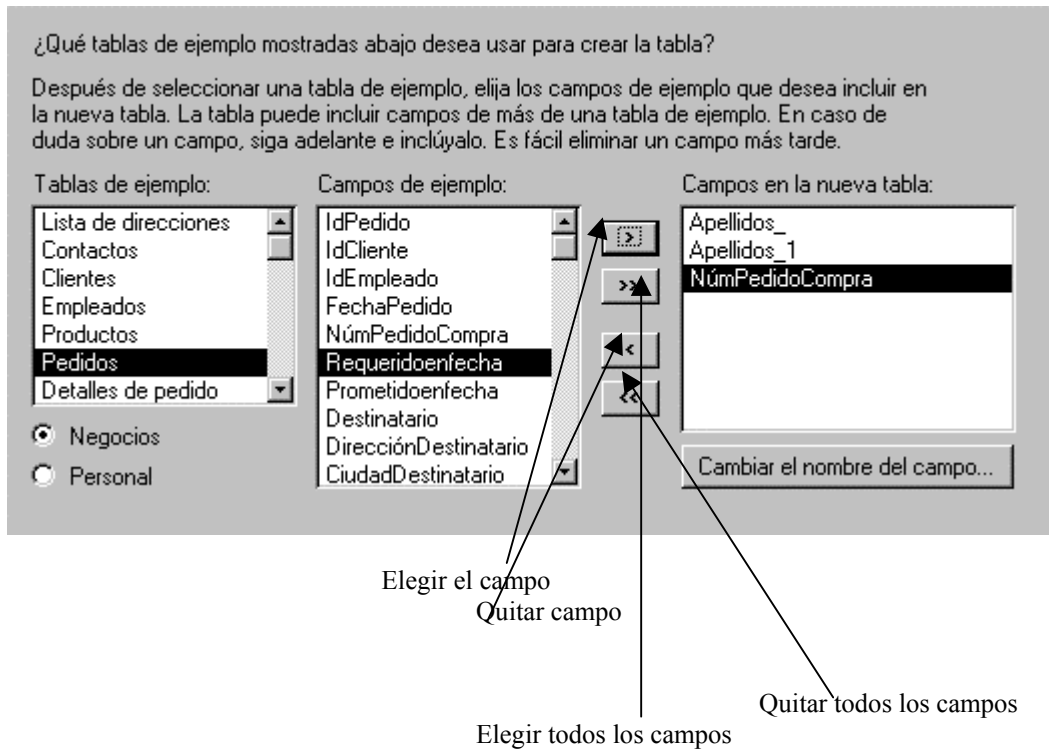 ¿Qué tablas de ejemplo mostradas abajo desea usar para crear la tabla?
Después de seleccionar una tabla de ejemplo, elija los campos de ejemplo que desea incluir en
la nueva tabla. La tabla puede incluir campos de más de una tabla de ejemplo. En caso de
duda sobre un campo, siga adelante e inclúyalo. Es fácil eliminar un campo más tarde.
Tablas de ejemplo:
Lista de direcciones
Contactos
Clientes
Empleados
Productos
Pedidos
Detalles de pedido
Negocios
Personal
Campos de ejemplo:
IdPedido
IdCliente
IdEmpleado
FechaPedido
NúmPedidoCompra
Requeridoenfecha
Prometidoenfecha
Destinatario
DirecciónDestinatario
CiudadDestinatario
>
>>
<
<<
Campos en la nueva tabla:
Apellidos_
Apellidos_1
NúmPedidoCompra
Cambiar el nombre del campo...
Elegir el campo
Quitar campo
Quitar todos los campos
Elegir todos los campos